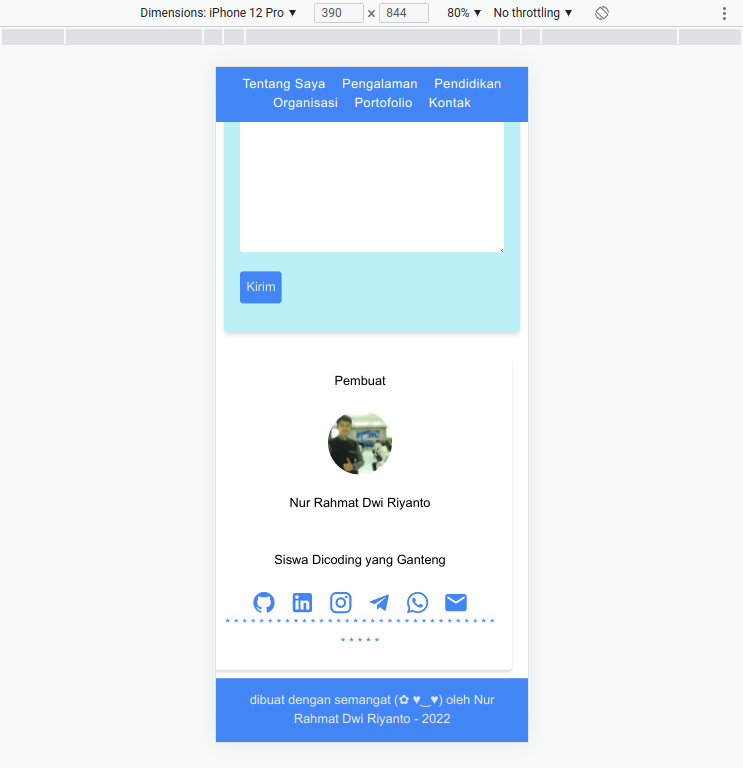 Dimensions: iPhone 12 Pro ▼ 390 × 844 80% ▼ No throttling ▼
Tentang Saya Pengalaman Pendidikan
Organisasi Portofolio Kontak
Kirim
Pembuat
Nur Rahmat Dwi Riyanto
Siswa Dicoding yang Ganteng
* * * * * * * * * * * * * * * * * * * * * * * * * * * * * * * * *
* * * * *
dibuat dengan semangat (✿ ♥‿♥) oleh Nur
Rahmat Dwi Riyanto - 2022